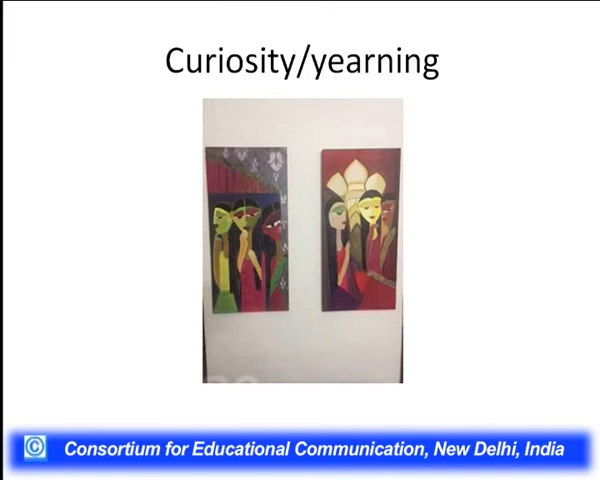 Curiosity/yearning
© Consortium for Educational Communication, New Delhi, India